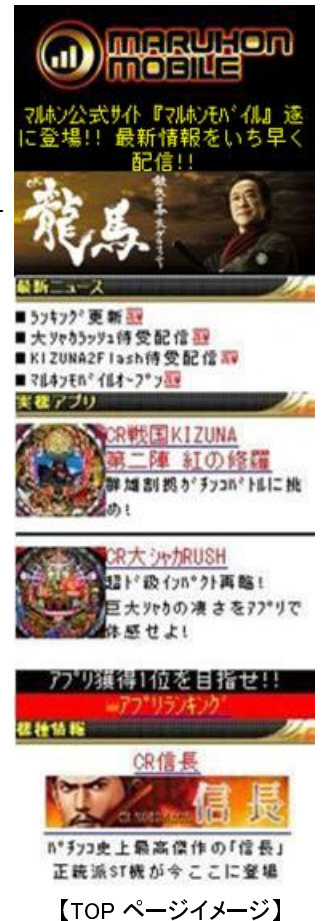 MARUHON
MOBILE
ﾏﾙﾎﾝ公式ｻｲﾄ『ﾏﾙﾎﾝﾓﾊﾞｲﾙ』遂
に登場!! 最新情報をいち早く
配信!!
CR
龍馬
最新ニュース
■ﾗﾝｷﾝｸﾞ更新
■大ｼｬｶﾗｯｼｭ待受配信
■KIZUNA2Flash待受配信
■ﾏﾙﾎﾝﾓﾊﾞｲﾙｵｰﾌﾟﾝ
実機アプリ
CR戦国KIZUNA
第二陣 紅の修羅
群雄割拠ｶﾞﾁﾝｺﾊﾞﾄﾙに挑
め!
CR大ｼｬｶRUSH
超ﾄﾞ級ｲﾝﾊﾟｸﾄ再臨!
巨大ｼｬｶの凄さをｱﾌﾟﾘで
体感せよ!
ｱﾌﾟﾘ獲得1位を目指せ!!
ｱﾌﾟﾘﾗﾝｷﾝｸﾞ
機種情報
CR信長
信長
ﾊﾟﾁﾝｺ史上最高傑作の｢信長｣
正統派ST機が今ここに登場
【TOP ページイメージ】